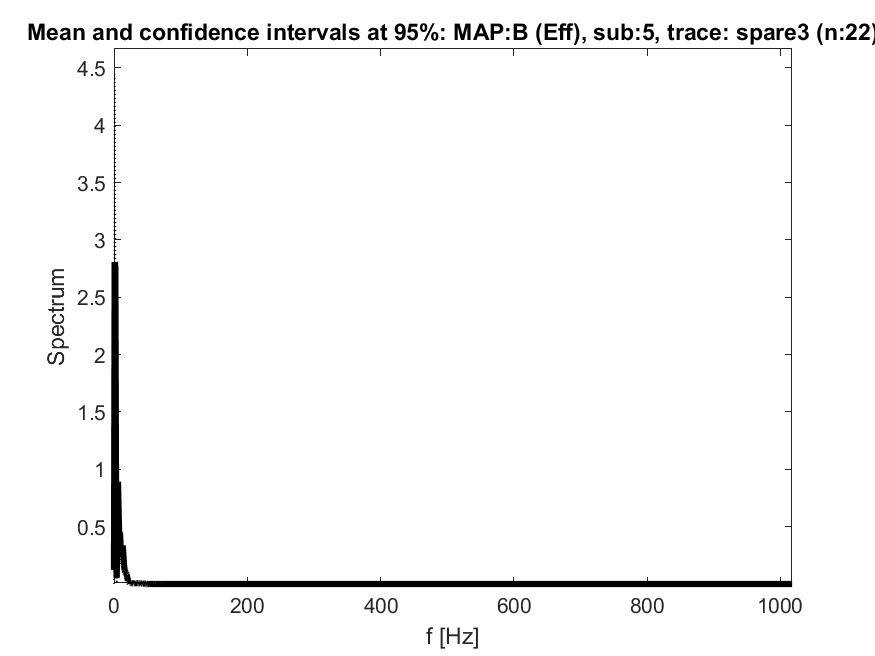 Mean and confidence intervals at 95%: MAP:B (Eff), sub:5, trace: spare3 (n:22)
4.5
4
3.5
3
2.5
2
1.5
1
0.5
Spectrum
0 200 400 600 800 1000
f [Hz]